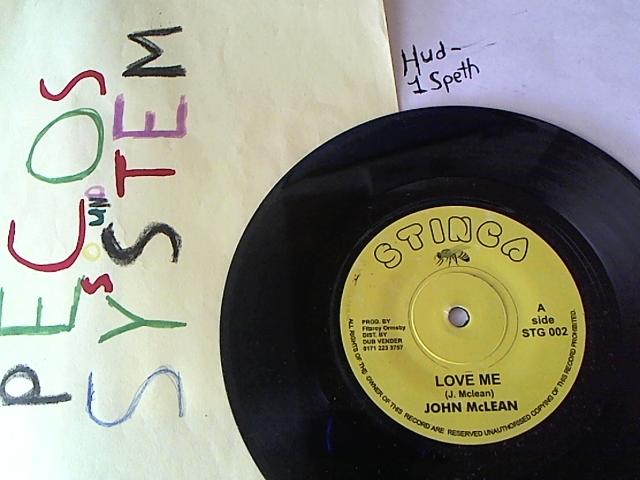 PECOS
SOUND
SYSTEM
Hud-
1 Speth
STINGA
PROD. BY
Fitzroy Ormsby
DIST. BY
DUB VENDER
0171 223 3757
A
side
STG 002
LOVE ME
(J. Mclean)
JOHN McLEAN
ALL RIGHTS OF THE OWNER OF THIS RECORD ARE RESERVED UNAUTHORISED COPYING OF THIS RECORD PROHIBITED.